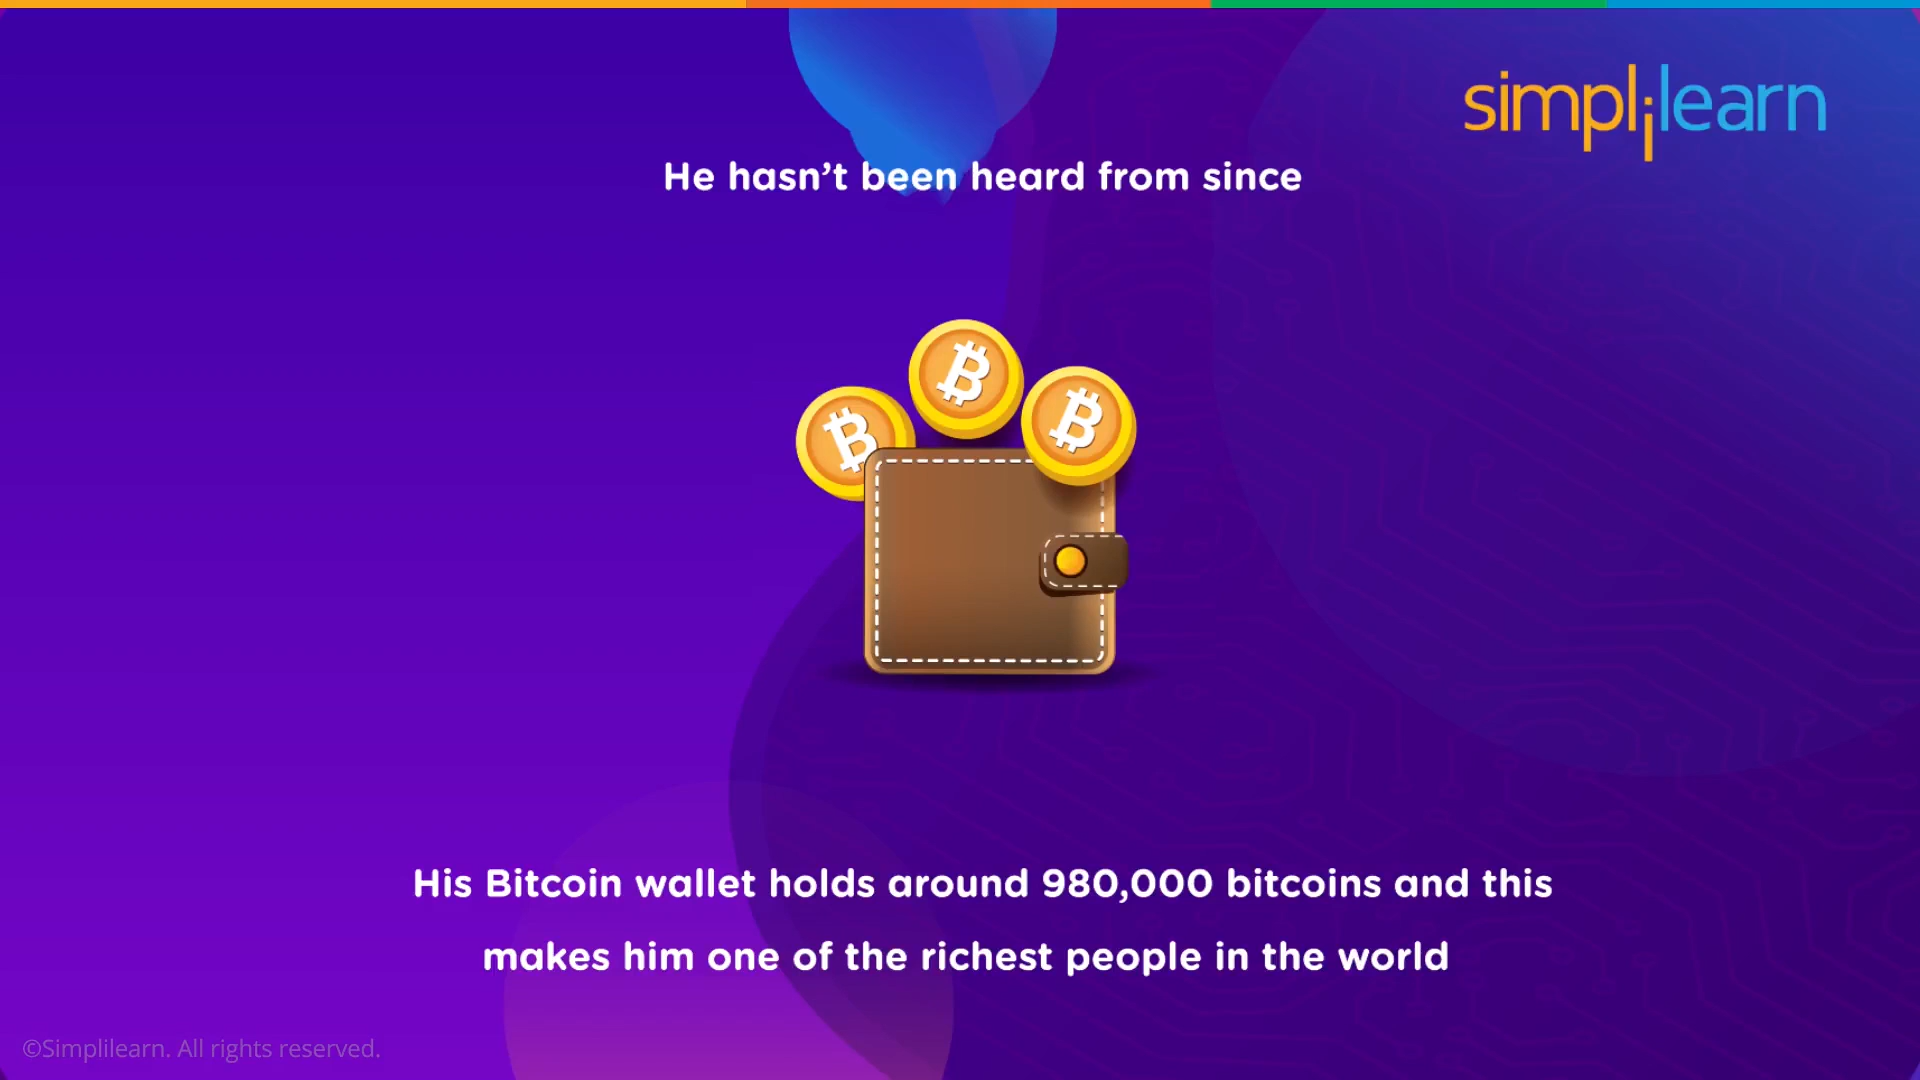 simplilearn
He hasn’t been heard from since
His Bitcoin wallet holds around 980,000 bitcoins and this
makes him one of the richest people in the world
©Simplilearn. All rights reserved.